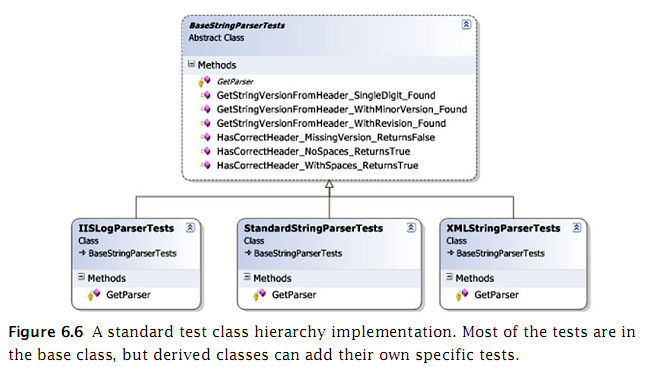 BaseStringParserTests
Abstract Class
Methods
GetParser
GetStringVersionFromHeader_SingleDigit_Found
GetStringVersionFromHeader_WithMinorVersion_Found
GetStringVersionFromHeader_WithRevision_Found
HasCorrectHeader_MissingVersion_ReturnsFalse
HasCorrectHeader_NoSpaces_ReturnsTrue
HasCorrectHeader_WithSpaces_ReturnsTrue
IISLogParserTests
Class
BaseStringParserTests
Methods
GetParser
StandardStringParserTests
Class
BaseStringParserTests
Methods
GetParser
XMLStringParserTests
Class
BaseStringParserTests
Methods
GetParser
Figure 6.6 A standard test class hierarchy implementation. Most of the tests are in
the base class, but derived classes can add their own specific tests.